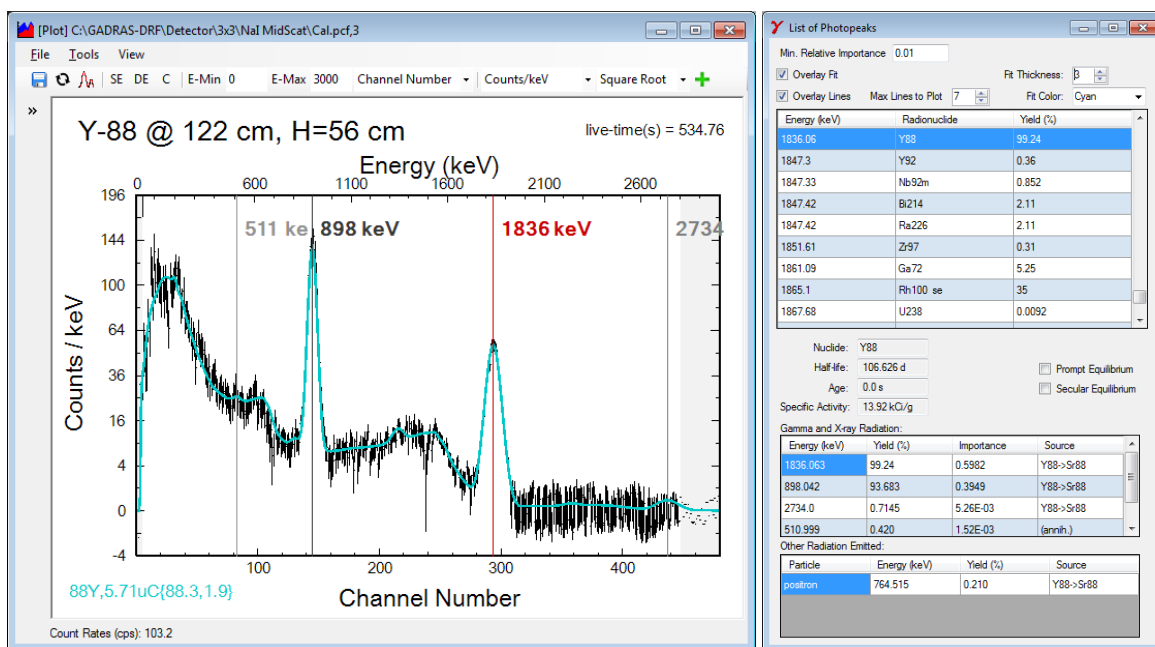 [Plot] C:\GADRAS-DRF\Detector\3x3\NaI MidScat\Cal.pcf,3
File Tools View
SE DE C E-Min 0 E-Max 3000 Channel Number Counts/keV Square Root
»
Y-88 @ 122 cm, H=56 cm
live-time(s) = 534.76
Energy (keV)
0 600 1100 1600 2100 2600
196
144
100
64
36
16
4
0
-4
Counts / keV
511 ke 898 keV 1836 keV 2734
100 200 300 400
Channel Number
88Y,5.71uC{88.3,1.9}
Count Rates (cps): 103.2
γ List of Photopeaks
Min. Relative Importance 0.01
Overlay Fit Fit Thickness: 3
Overlay Lines Max Lines to Plot 7 Fit Color: Cyan
Energy (keV) Radionuclide Yield (%)
1836.06 Y88 99.24
1847.3 Y92 0.36
1847.33 Nb92m 0.852
1847.42 Bi214 2.11
1847.42 Ra226 2.11
1851.61 Zr97 0.31
1861.09 Ga72 5.25
1865.1 Rh100 se 35
1867.68 U238 0.0092
Nuclide: Y88
Half-life: 106.626 d
Age: 0.0 s
Specific Activity: 13.92 kCi/g
Prompt Equilibrium
Secular Equilibrium
Gamma and X-ray Radiation:
Energy (keV) Yield (%) Importance Source
1836.063 99.24 0.5982 Y88->Sr88
898.042 93.683 0.3949 Y88->Sr88
2734.0 0.7145 5.26E-03 Y88->Sr88
510.999 0.420 1.52E-03 (annih.)
Other Radiation Emitted:
Particle Energy (keV) Yield (%) Source
positron 764.515 0.210 Y88->Sr88